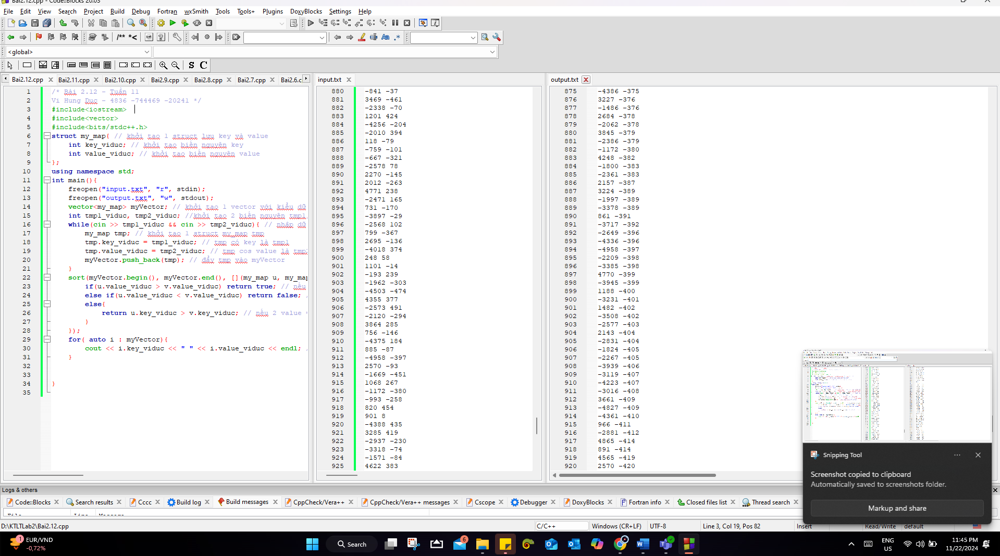 Bai2.12.cpp - Code::Blocks 20.03
File Edit View Search Project Build Debug Fortran wxSmith Tools Tools+ Plugins DoxyBlocks Settings Help
/** *<
<global>
S C
Bai2.12.cpp Bai2.11.cpp Bai2.10.cpp Bai2.9.cpp Bai2.8.cpp Bai2.7.cpp Bai2.6.c
1 /* Bài 2.12 - Tuần 11
2 Vi Hung Duc - 4836 -744469 -20241 */
3 #include<iostream>
4 #include<vector>
5 #include<bits/stdc++.h>
6 struct my_map{ // khởi tạo 1 struct lưu key và value
7 int key_viduc; // khởi tạo biến nguyên key
8 int value_viduc; // khởi tạo biến nguyên value
9 };
10 using namespace std;
11 int main(){
12 freopen("input.txt", "r", stdin);
13 freopen("output.txt", "w", stdout);
14 vector<my_map> myVector; // khởi tạo 1 vector với kiểu dữ
15 int tmp1_viduc, tmp2_viduc; //khởi tạo 2 biến nguyên tmp1
16 while(cin >> tmp1_viduc && cin >> tmp2_viduc){ // nhập dữ
17 my_map tmp; // khởi tạo 1 struct my_map tmp
18 tmp.key_viduc = tmp1_viduc; // tmp có key là tmp1
19 tmp.value_viduc = tmp2_viduc; // tmp cos value là tmp2
20 myVector.push_back(tmp); // đẩy tmp vào myVector
21 }
22 sort(myVector.begin(), myVector.end(), [](my_map u, my_map
23 if(u.value_viduc > v.value_viduc) return true; // nếu
24 else if(u.value_viduc < v.value_viduc) return false; /
25 else{
26 return u.key_viduc > v.key_viduc; // nếu 2 value =
27 }
28 });
29 for( auto i : myVector){
30 cout << i.key_viduc << " " << i.value_viduc << endl; /
31 }
32
33
34 }
35
input.txt
880 -841 -37
881 3469 -461
882 -2338 -70
883 1201 424
884 -4256 -204
885 -2010 394
886 118 -79
887 -759 -101
888 -667 -321
889 -2578 78
890 2270 -145
891 2012 -263
892 4771 238
893 -2471 165
894 731 -170
895 -3897 -29
896 -2568 102
897 799 -367
898 2695 -136
899 -4018 374
900 248 58
901 1101 -14
902 -193 239
903 -1962 -303
904 -4503 -474
905 4355 377
906 -2573 491
907 -2120 -294
908 3864 285
909 756 -146
910 -4375 184
911 885 -87
912 -4958 -397
913 2570 -93
914 -1669 -451
915 1068 267
916 -1172 -380
917 -993 -258
918 820 454
919 901 8
920 -4388 435
921 3285 419
922 -2937 -230
923 -3318 -74
924 -1571 -84
925 4622 383
output.txt
875 -4386 -375
876 3227 -376
877 -1486 -376
878 2684 -378
879 -2062 -378
880 3845 -379
881 -2386 -379
882 -1172 -380
883 4248 -382
884 -1800 -383
885 -2361 -383
886 2157 -387
887 3224 -389
888 -1997 -389
889 -3378 -389
890 861 -391
891 -3717 -392
892 -2649 -396
893 -4336 -396
894 -4958 -397
895 -2209 -398
896 -3385 -398
897 4770 -399
898 -3945 -399
899 1188 -400
900 -3231 -401
901 1482 -402
902 -3508 -402
903 -2577 -403
904 2143 -404
905 -2831 -404
906 -1824 -405
907 -2267 -405
908 -3939 -406
909 -3119 -407
910 -4223 -407
911 -3016 -408
912 3661 -409
913 -4827 -409
914 -4361 -410
915 966 -411
916 -2881 -412
917 4865 -414
918 891 -414
919 4565 -419
920 2570 -420
Snipping Tool
Screenshot copied to clipboard
Automatically saved to screenshots folder.
Markup and share
Logs & others
Code::Blocks Search results Cccc Build log Build messages CppCheck/Vera++ CppCheck/Vera++ messages Cscope Debugger DoxyBlocks Fortran info Closed files list Thread search
File Line Message
D:\KTLTLab2\Bai2.12.cpp C/C++ Windows (CR+LF) UTF-8 Line 3, Col 19, Pos 82 Insert Read/Write default
1 EUR/VND
-0,72%
Search
6
ENG
US
11:45 PM
11/22/2024